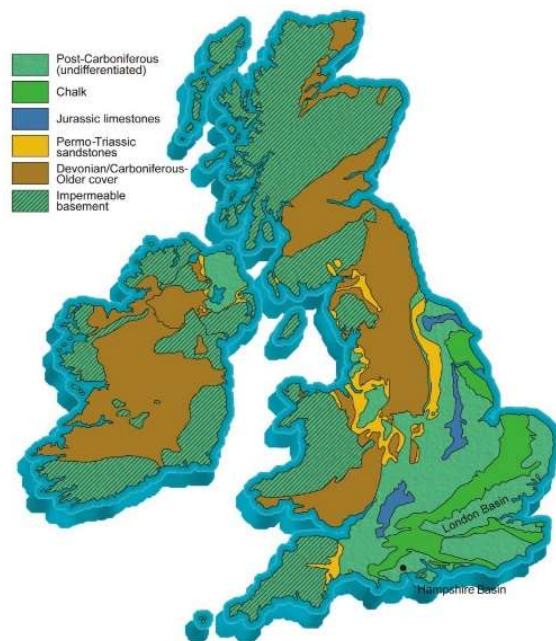 Post-Carboniferous
(undifferentiated)
Chalk
Jurassic limestones
Permo-Triassic
sandstones
Devonian/Carboniferous-
Older cover
Impermeable
basement
London Basin
Hampshire Basin